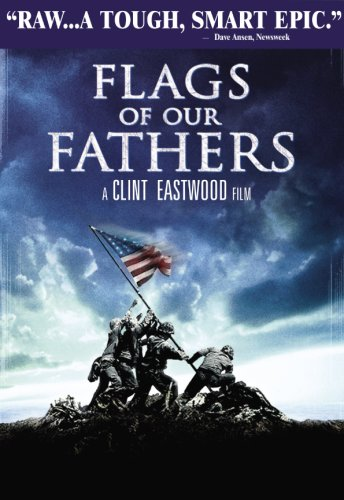 “RAW...A TOUGH, SMART EPIC.”
— Dave Ansen, Newsweek
FLAGS
OF OUR
FATHERS
A CLINT EASTWOOD FILM